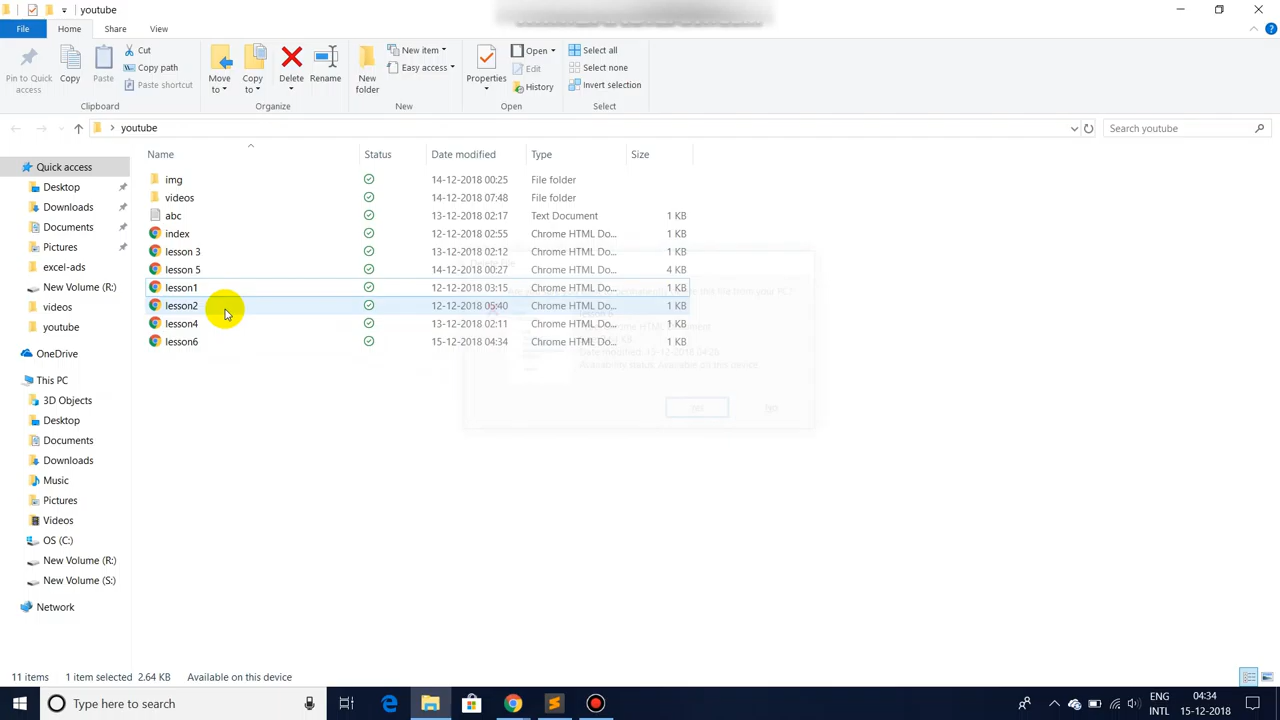 youtube
File Home Share View
Pin to Quick access
Copy
Paste
Cut
Copy path
Paste shortcut
Clipboard
Move to
Copy to
Delete
Rename
Organize
New folder
New item
Easy access
New
Properties
Open
Edit
History
Open
Select all
Select none
Invert selection
Select
youtube
Search youtube
Name Status Date modified Type Size
img 14-12-2018 00:25 File folder
videos 14-12-2018 07:48 File folder
abc 13-12-2018 02:17 Text Document 1 KB
index 12-12-2018 02:55 Chrome HTML Do... 1 KB
lesson 3 13-12-2018 02:12 Chrome HTML Do... 1 KB
lesson 5 14-12-2018 00:27 Chrome HTML Do... 4 KB
lesson1 12-12-2018 03:15 Chrome HTML Do... 1 KB
lesson2 12-12-2018 05:40 Chrome HTML Do... 1 KB
lesson4 13-12-2018 02:11 Chrome HTML Do... 1 KB
lesson6 15-12-2018 04:34 Chrome HTML Do... 1 KB
Availability status: Available on this device
No
Quick access
Desktop
Downloads
Documents
Pictures
excel-ads
New Volume (R:)
videos
youtube
OneDrive
This PC
3D Objects
Desktop
Documents
Downloads
Music
Pictures
Videos
OS (C:)
New Volume (R:)
New Volume (S:)
Network
11 items 1 item selected 2.64 KB Available on this device
Type here to search
ENG
INTL
04:34
15-12-2018